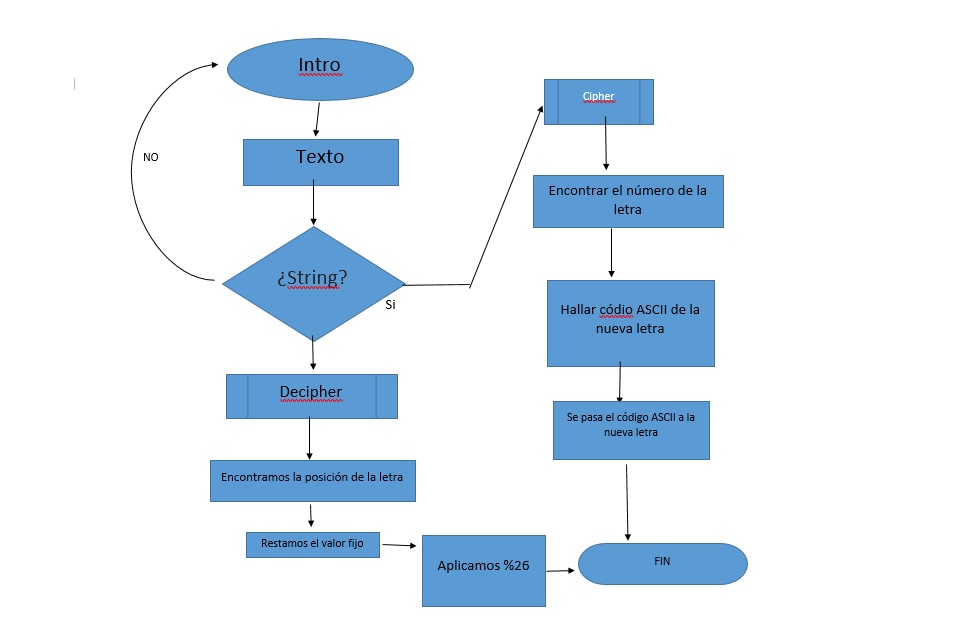 Intro
NO
Texto
¿String?
Si
Decipher
Encontramos la posición de la letra
Restamos el valor fijo
Aplicamos %26
Cipher
Encontrar el número de la
letra
Hallar códio ASCII de la
nueva letra
Se pasa el código ASCII a la
nueva letra
FIN